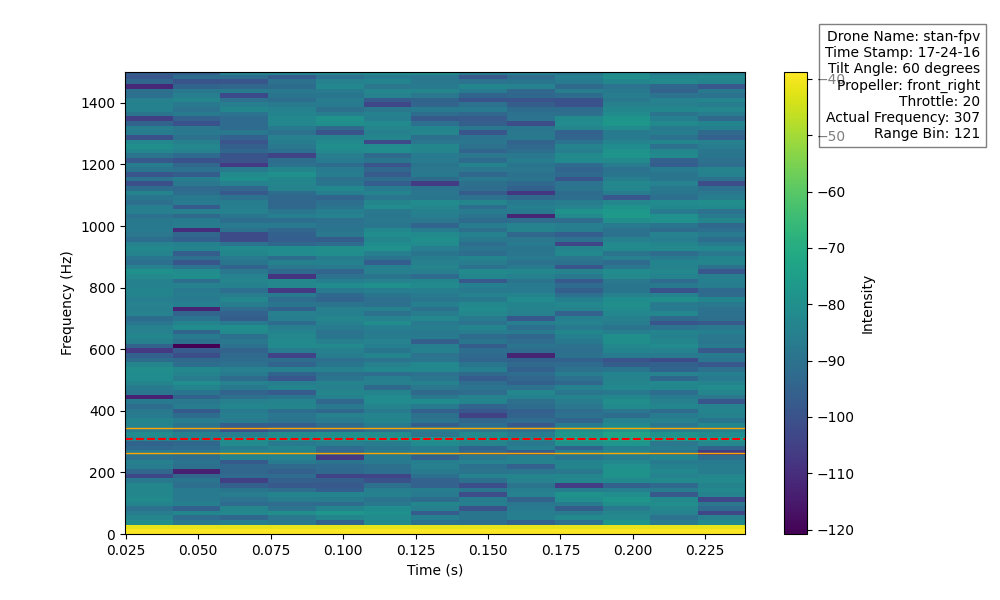 Drone Name: stan-fpv
Time Stamp: 17-24-16
Tilt Angle: 60 degrees
Propeller: front_right
Throttle: 20
Actual Frequency: 307
Range Bin: 121
1400
1200
1000
800
600
400
200
0
Frequency (Hz)
0.025
0.050
0.075
0.100
0.125
0.150
0.175
0.200
0.225
Time (s)
−40
−50
−60
−70
−80
−90
−100
−110
−120
Intensity